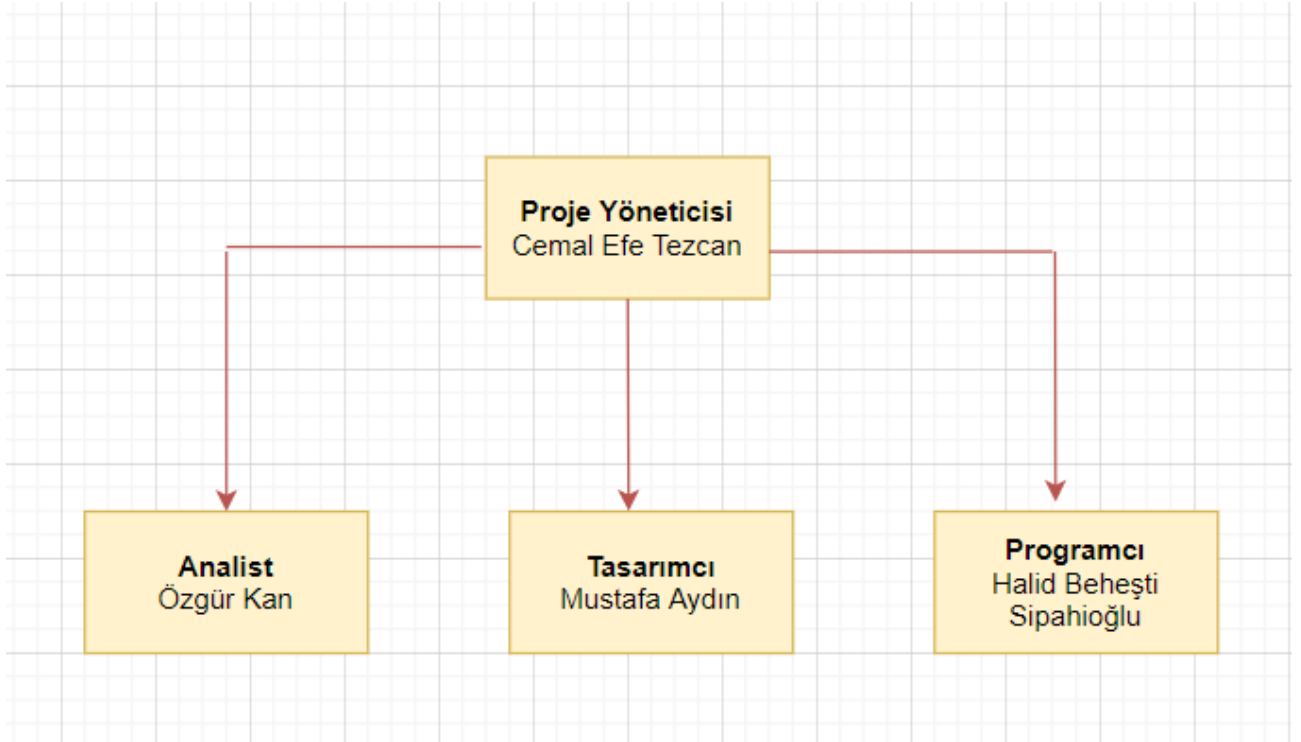 Proje Yöneticisi
Cemal Efe Tezcan
Analist
Özgür Kan
Tasarımcı
Mustafa Aydın
Programcı
Halid Beheşti
Sipahioğlu